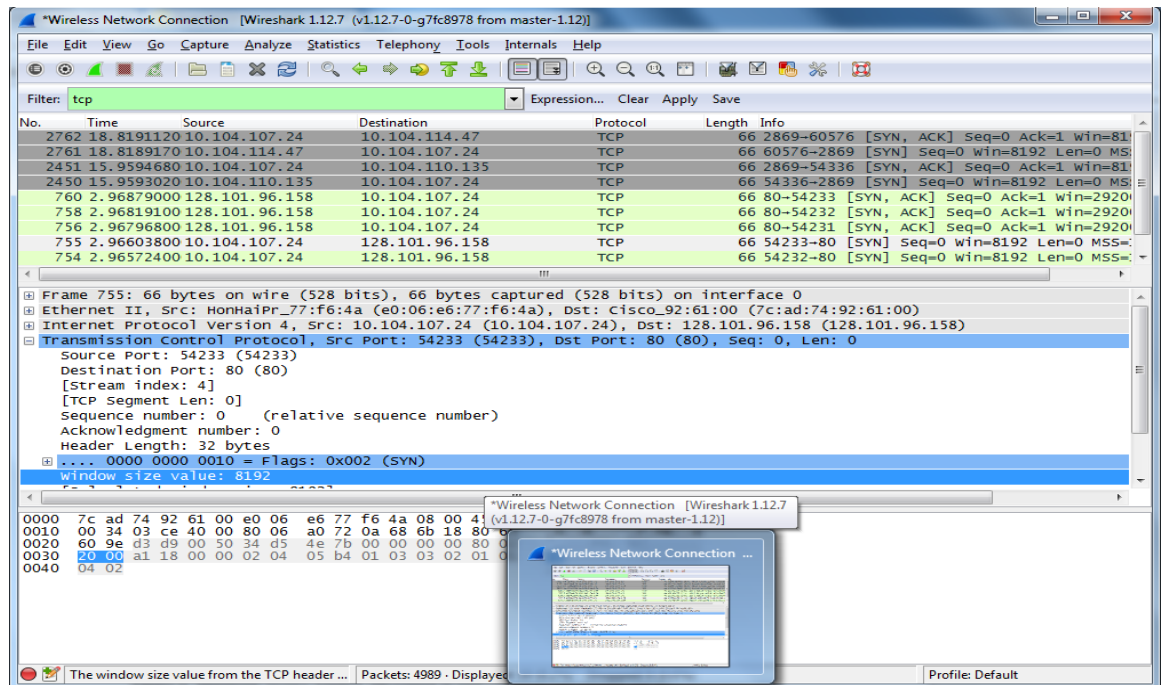 *Wireless Network Connection [Wireshark 1.12.7 (v1.12.7-0-g7fc8978 from master-1.12)]
File Edit View Go Capture Analyze Statistics Telephony Tools Internals Help
Filter: tcp Expression... Clear Apply Save
No. Time Source Destination Protocol Length Info
2762 18.8191120 10.104.107.24 10.104.114.47 TCP 66 2869→60576 [SYN, ACK] Seq=0 Ack=1 Win=81
2761 18.8189170 10.104.114.47 10.104.107.24 TCP 66 60576→2869 [SYN] Seq=0 Win=8192 Len=0 MS
2451 15.9594680 10.104.107.24 10.104.110.135 TCP 66 2869→54336 [SYN, ACK] Seq=0 Ack=1 Win=81
2450 15.9593020 10.104.110.135 10.104.107.24 TCP 66 54336→2869 [SYN] Seq=0 Win=8192 Len=0 MS
760 2.96879000 128.101.96.158 10.104.107.24 TCP 66 80→54233 [SYN, ACK] Seq=0 Ack=1 Win=2920
758 2.96819100 128.101.96.158 10.104.107.24 TCP 66 80→54232 [SYN, ACK] Seq=0 Ack=1 Win=2920
756 2.96796800 128.101.96.158 10.104.107.24 TCP 66 80→54231 [SYN, ACK] Seq=0 Ack=1 Win=2920
755 2.96603800 10.104.107.24 128.101.96.158 TCP 66 54233→80 [SYN] Seq=0 Win=8192 Len=0 MSS=
754 2.96572400 10.104.107.24 128.101.96.158 TCP 66 54232→80 [SYN] Seq=0 Win=8192 Len=0 MSS=
Frame 755: 66 bytes on wire (528 bits), 66 bytes captured (528 bits) on interface 0
Ethernet II, Src: HonHaiPr_77:f6:4a (e0:06:e6:77:f6:4a), Dst: Cisco_92:61:00 (7c:ad:74:92:61:00)
Internet Protocol Version 4, Src: 10.104.107.24 (10.104.107.24), Dst: 128.101.96.158 (128.101.96.158)
Transmission Control Protocol, Src Port: 54233 (54233), Dst Port: 80 (80), Seq: 0, Len: 0
Source Port: 54233 (54233)
Destination Port: 80 (80)
[Stream index: 4]
[TCP Segment Len: 0]
Sequence number: 0 (relative sequence number)
Acknowledgment number: 0
Header Length: 32 bytes
.... 0000 0000 0010 = Flags: 0x002 (SYN)
Window size value: 8192
*Wireless Network Connection [Wireshark 1.12.7
(v1.12.7-0-g7fc8978 from master-1.12)]
0000 7c ad 74 92 61 00 e0 06 e6 77 f6 4a 08 00 45
0010 00 34 03 ce 40 00 80 06 a0 72 0a 68 6b 18 80
0020 60 9e d3 d9 00 50 34 d5 4e 7b 00 00 00 00 80
0030 20 00 a1 18 00 00 02 04 05 b4 01 03 03 02 01
0040 04 02
*Wireless Network Connection ...
The window size value from the TCP header ... Packets: 4989 · Displayed Profile: Default